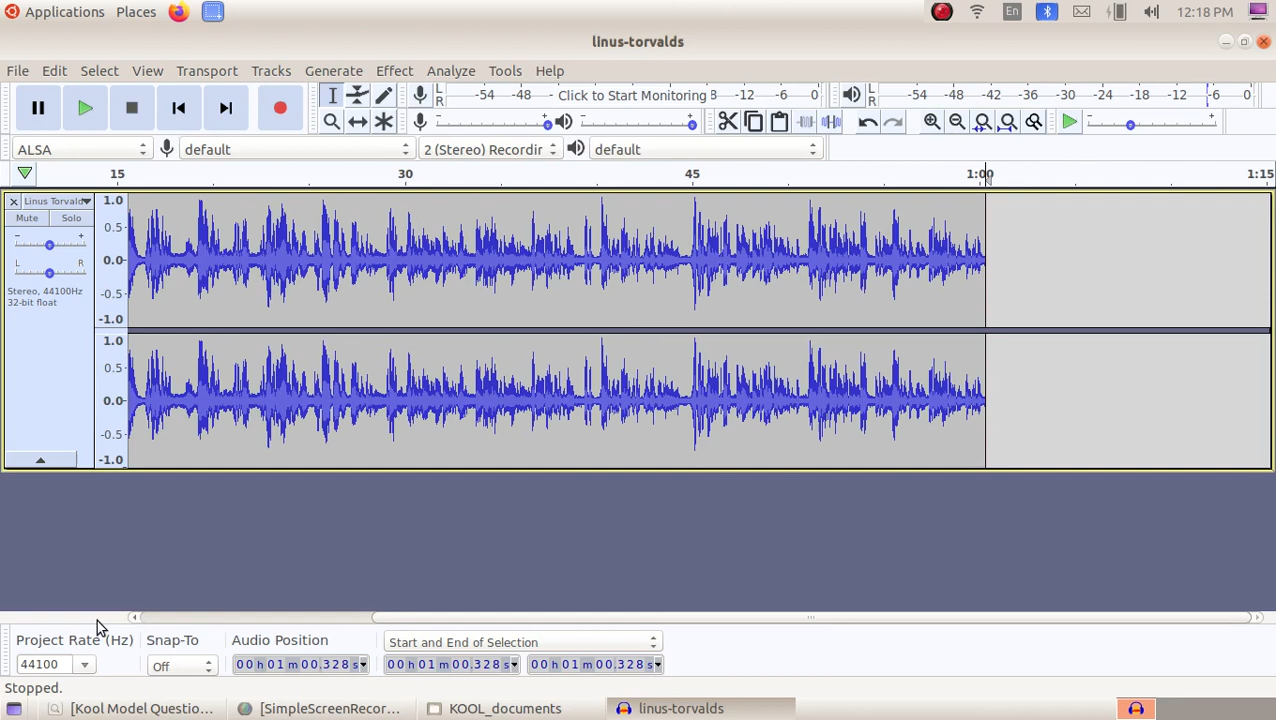 Applications Places En 12:18 PM
linus-torvalds
File Edit Select View Transport Tracks Generate Effect Analyze Tools Help
L R -54 -48 - Click to Start Monitoring -12 -6 0 L R -54 -48 -42 -36 -30 -24 -18 -12 -6 0
ALSA default 2 (Stereo) Recordir default
15 30 45 1:00 1:15
Linus Torvald
Mute Solo
- +
L R
Stereo, 44100Hz
32-bit float
1.0
0.5
0.0
-0.5
-1.0
1.0
0.5
0.0
-0.5
-1.0
Project Rate (Hz) Snap-To Audio Position Start and End of Selection
44100 Off 00 h 01 m 00.328 s 00 h 01 m 00.328 s 00 h 01 m 00.328 s
Stopped.
[Kool Model Questio... [SimpleScreenRecor... KOOL_documents linus-torvalds